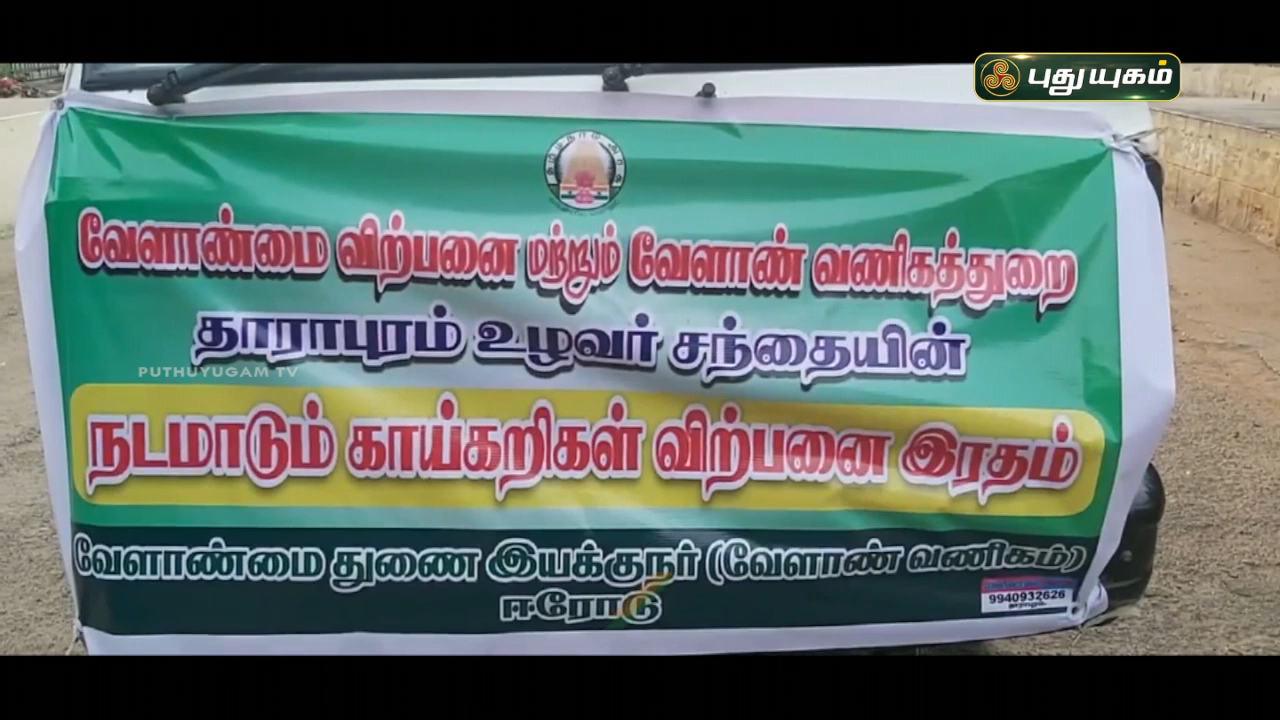 புதுயுகம்
வேளாண்மை விற்பனை மற்றும் வேளாண் வணிகத்துறை
தாராபுரம் உழவர் சந்தையின்
PUTHUYUGAM TV
நடமாடும் காய்கறிகள் விற்பனை இரதம்
வேளாண்மை துணை இயக்குநர் (வேளாண் வணிகம்)
ஈரோடு
9940932626